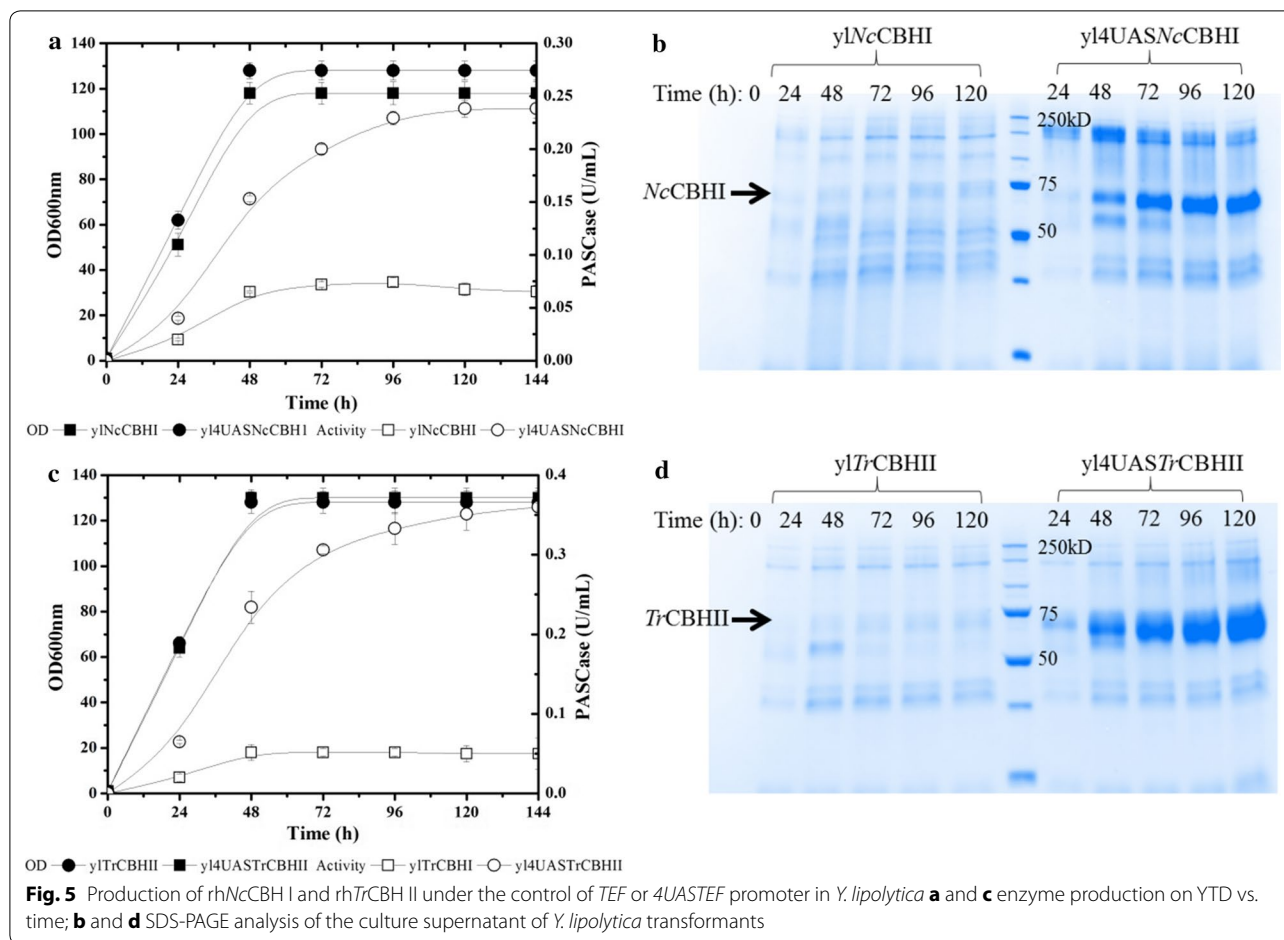 a
140
120
100
80
60
40
20
0
OD600nm
0.30
0.25
0.20
0.15
0.10
0.05
0.00
PASCase (U/mL)
0 24 48 72 96 120 144
Time (h)
OD ylNcCBHI yl4UASNcCBH1 Activity ylNcCBHI yl4UASNcCBHI
b
ylNcCBHI yl4UASNcCBHI
Time (h): 0 24 48 72 96 120 24 48 72 96 120
250kD
75
NcCBHI
50
c
140
120
100
80
60
40
20
0
OD600nm
0.4
0.3
0.2
0.1
0.0
PASCase (U/mL)
0 24 48 72 96 120 144
Time (h)
OD ylTrCBHII yl4UASTrCBHII Activity ylTrCBHI yl4UASTrCBHII
d
ylTrCBHII yl4UASTrCBHII
Time (h): 0 24 48 72 96 120 24 48 72 96 120
250kD
75
TrCBHII
50
Fig. 5 Production of rhNcCBH I and rhTrCBH II under the control of TEF or 4UASTEF promoter in Y. lipolytica a and c enzyme production on YTD vs.
time; b and d SDS-PAGE analysis of the culture supernatant of Y. lipolytica transformants